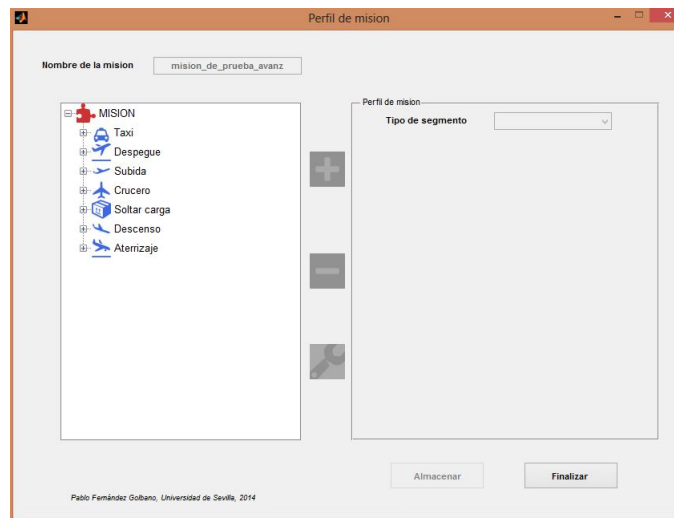 Perfil de mision
Nombre de la mision mision_de_prueba_avanz
MISION
Taxi
Despegue
Subida
Crucero
Soltar carga
Descenso
Aterrizaje
Perfil de mision
Tipo de segmento
Almacenar Finalizar
Pablo Fernández Golbano, Universidad de Sevilla, 2014